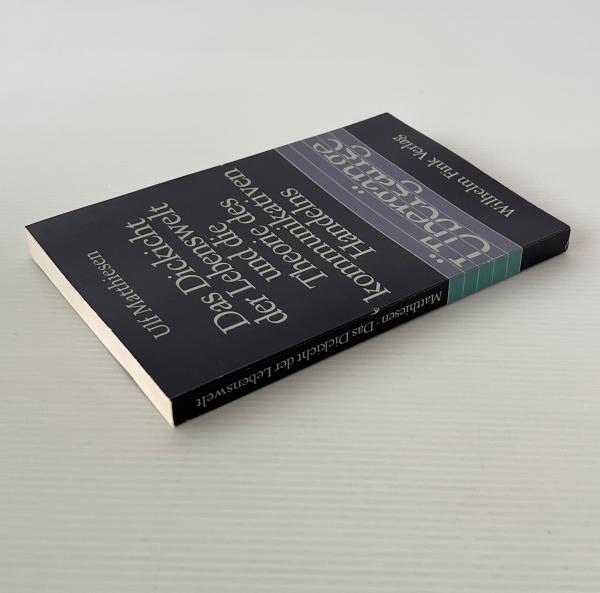 Ulf Matthiesen
Das Dickicht
der Lebenswelt
und die
Theorie des
kommunikativen
Handelns
Übergänge
Übergänge
Wilhelm Fink Verlag
Matthiesen · Das Dickicht der Lebenswelt